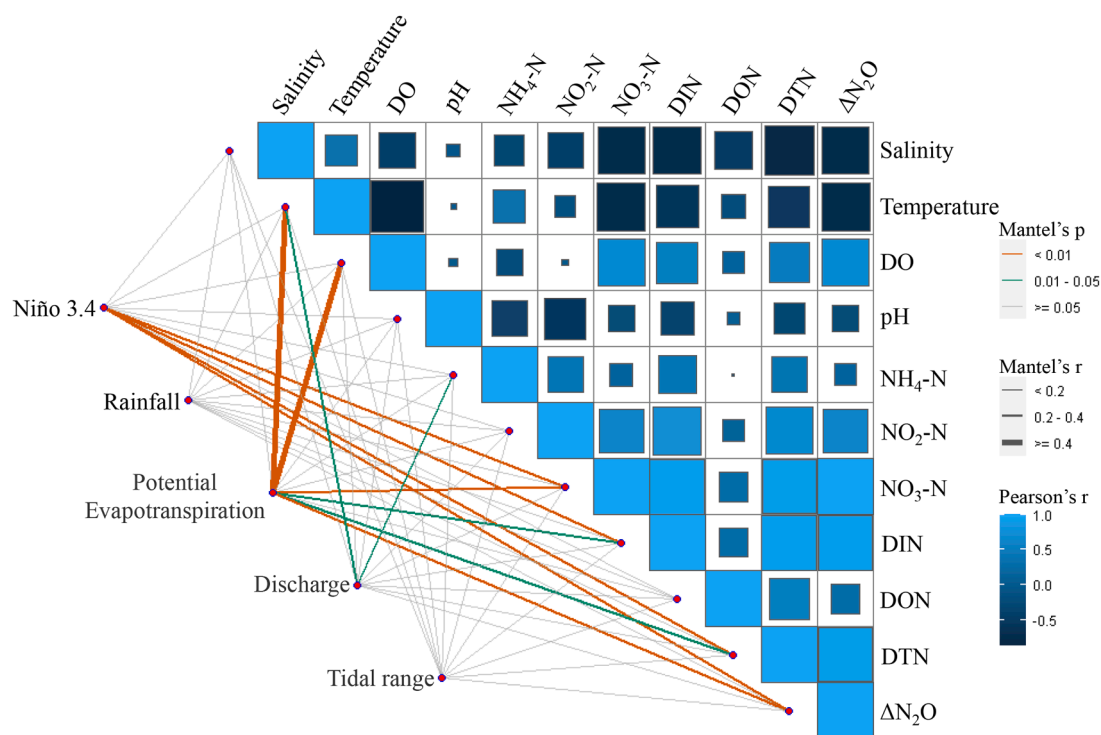 Salinity
Temperature
DO
pH
NH₄-N
NO₂-N
NO₃-N
DIN
DON
DTN
ΔN₂O
Salinity
Temperature
DO
pH
NH₄-N
NO₂-N
NO₃-N
DIN
DON
DTN
ΔN₂O
Niño 3.4
Rainfall
Potential
Evapotranspiration
Discharge
Tidal range
Mantel's p
< 0.01
0.01 - 0.05
>= 0.05
Mantel's r
< 0.2
0.2 - 0.4
>= 0.4
Pearson's r
1.0
0.5
0.0
-0.5